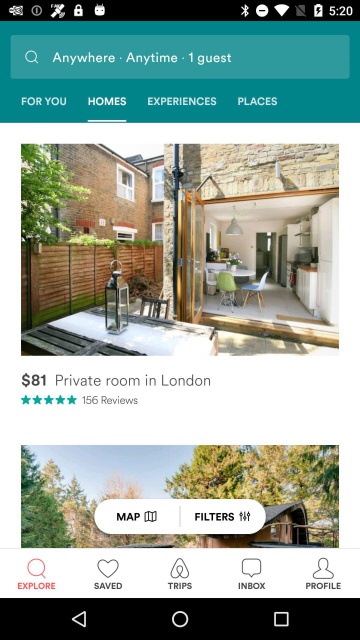 5:20
Anywhere · Anytime · 1 guest
FOR YOU HOMES EXPERIENCES PLACES
$81 Private room in London
156 Reviews
MAP FILTERS
EXPLORE SAVED TRIPS INBOX PROFILE